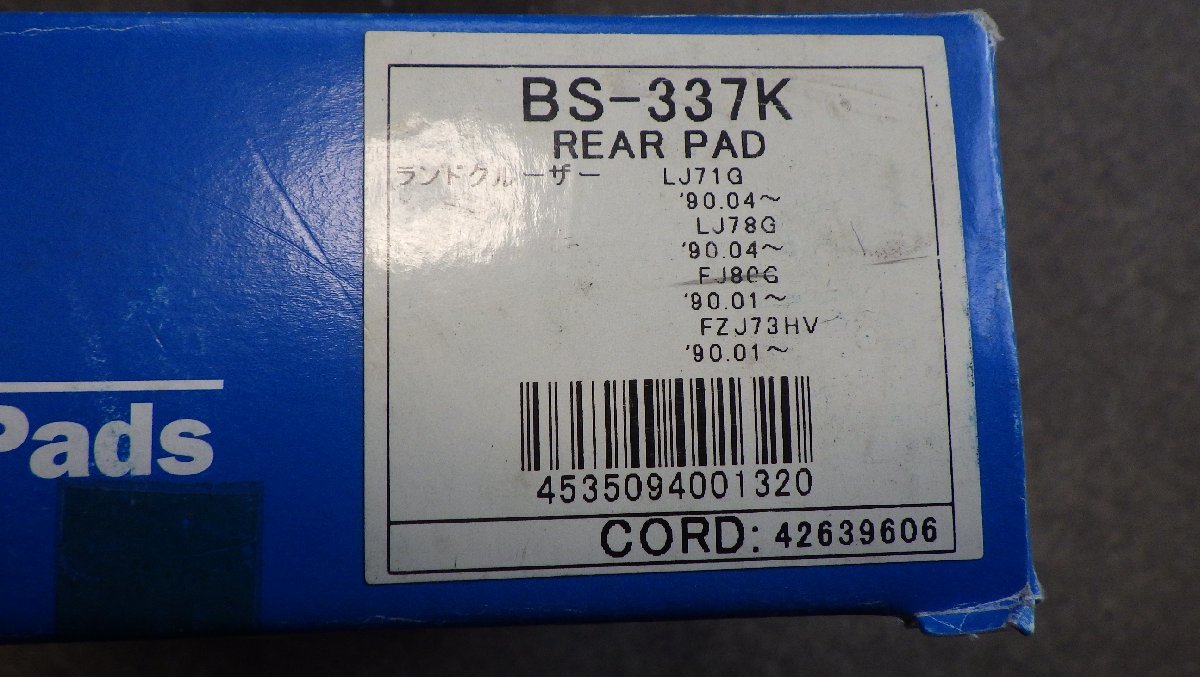 BS-337K
REAR PAD
ランドクルーザー LJ71G
'90.04~
LJ78G
'90.04~
FJ80G
'90.01~
FZJ73HV
'90.01~
4535094001320
CORD: 42639606
Pads